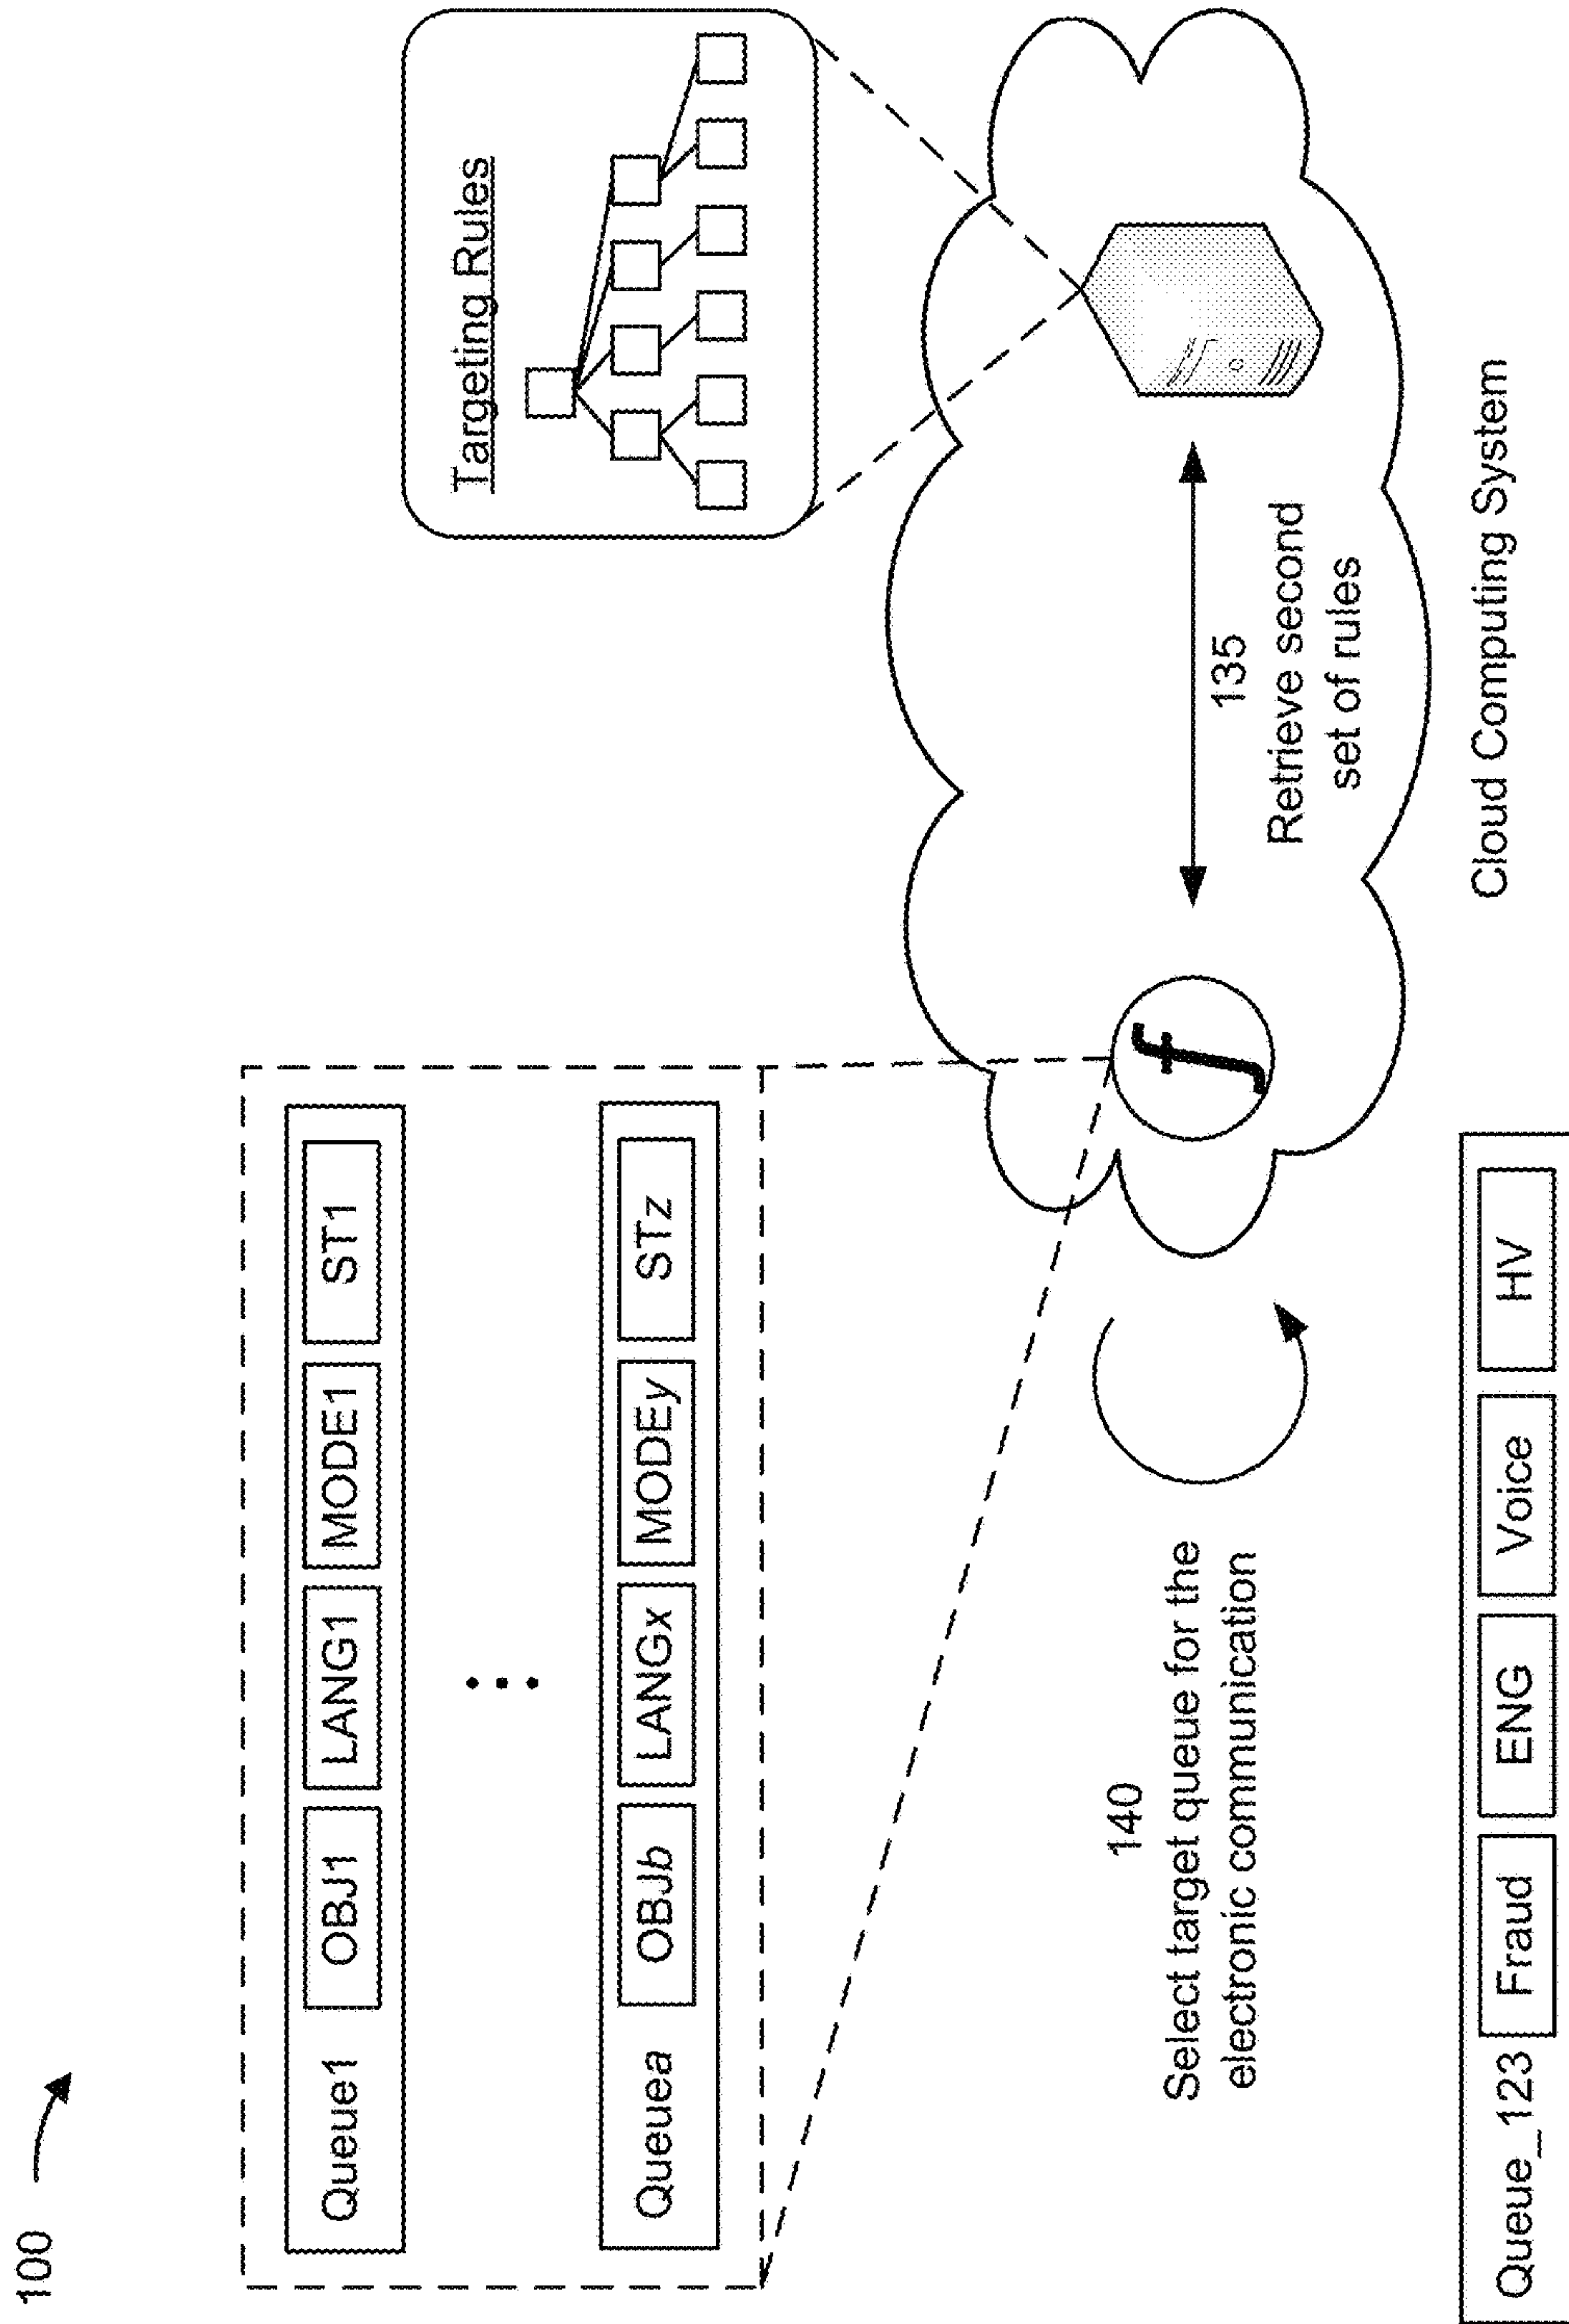 100
Queue1 OBJ1 LANG1 MODE1 ST1
Queuea OBJb LANGx MODEy STz
Targeting Rules
140
Select target queue for the
electronic communication
f
135
Retrieve second
set of rules
Cloud Computing System
Queue_123 Fraud ENG Voice HV